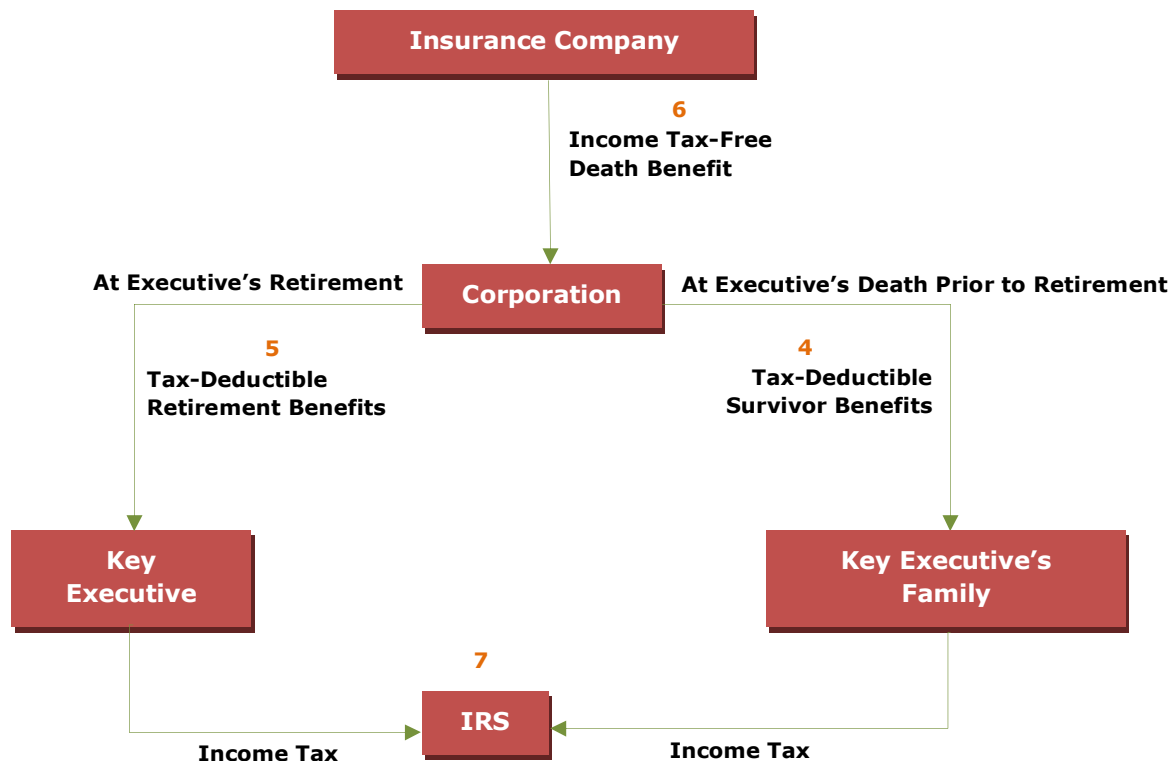 Insurance Company
6
Income Tax-Free
Death Benefit
At Executive’s Retirement
Corporation
At Executive’s Death Prior to Retirement
5
Tax-Deductible
Retirement Benefits
4
Tax-Deductible
Survivor Benefits
Key
Executive
Key Executive’s
Family
7
IRS
Income Tax
Income Tax